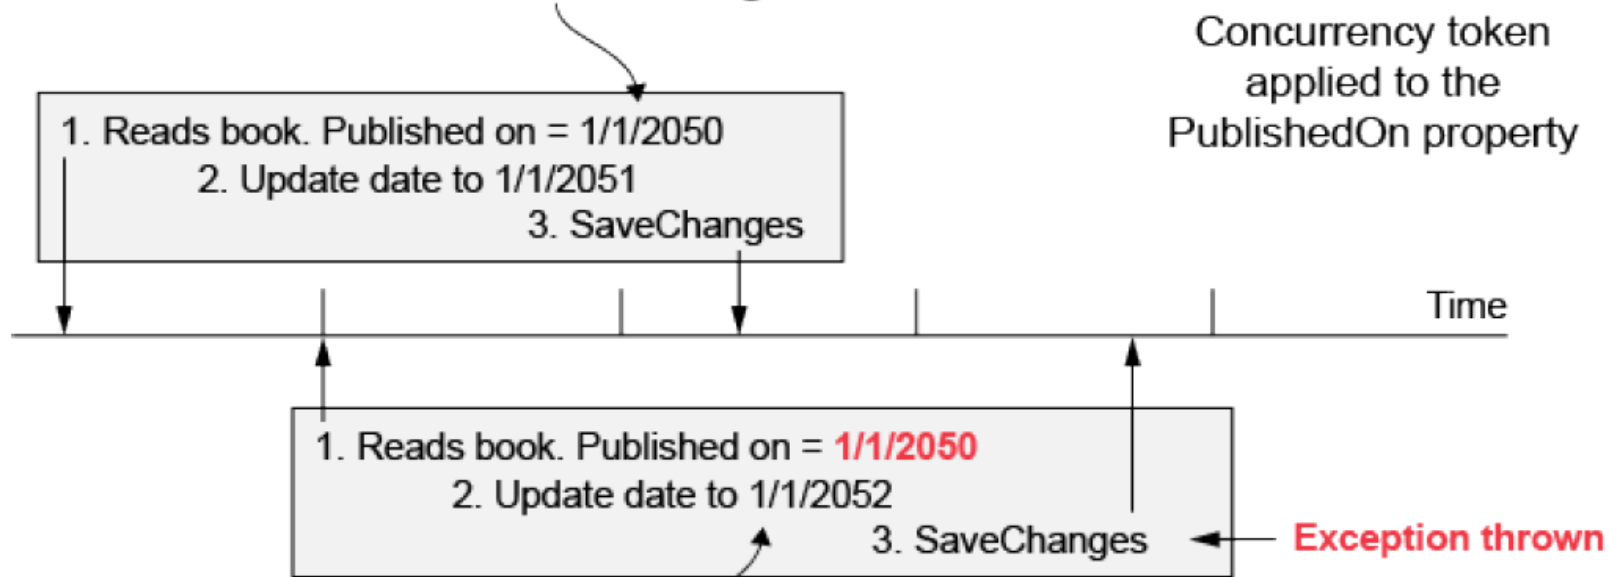 Concurrency token
applied to the
PublishedOn property
1. Reads book. Published on = 1/1/2050
2. Update date to 1/1/2051
3. SaveChanges
Time
1. Reads book. Published on = 1/1/2050
2. Update date to 1/1/2052
3. SaveChanges
Exception thrown